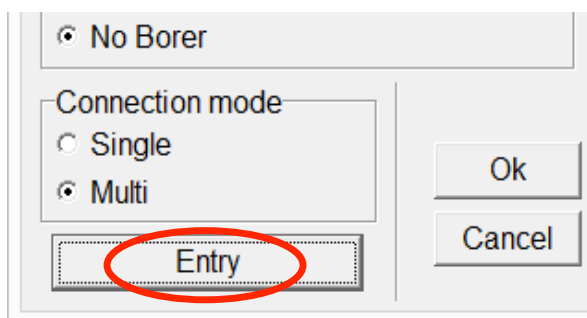 No Borer
Connection mode
Single
Multi
Entry
Ok
Cancel